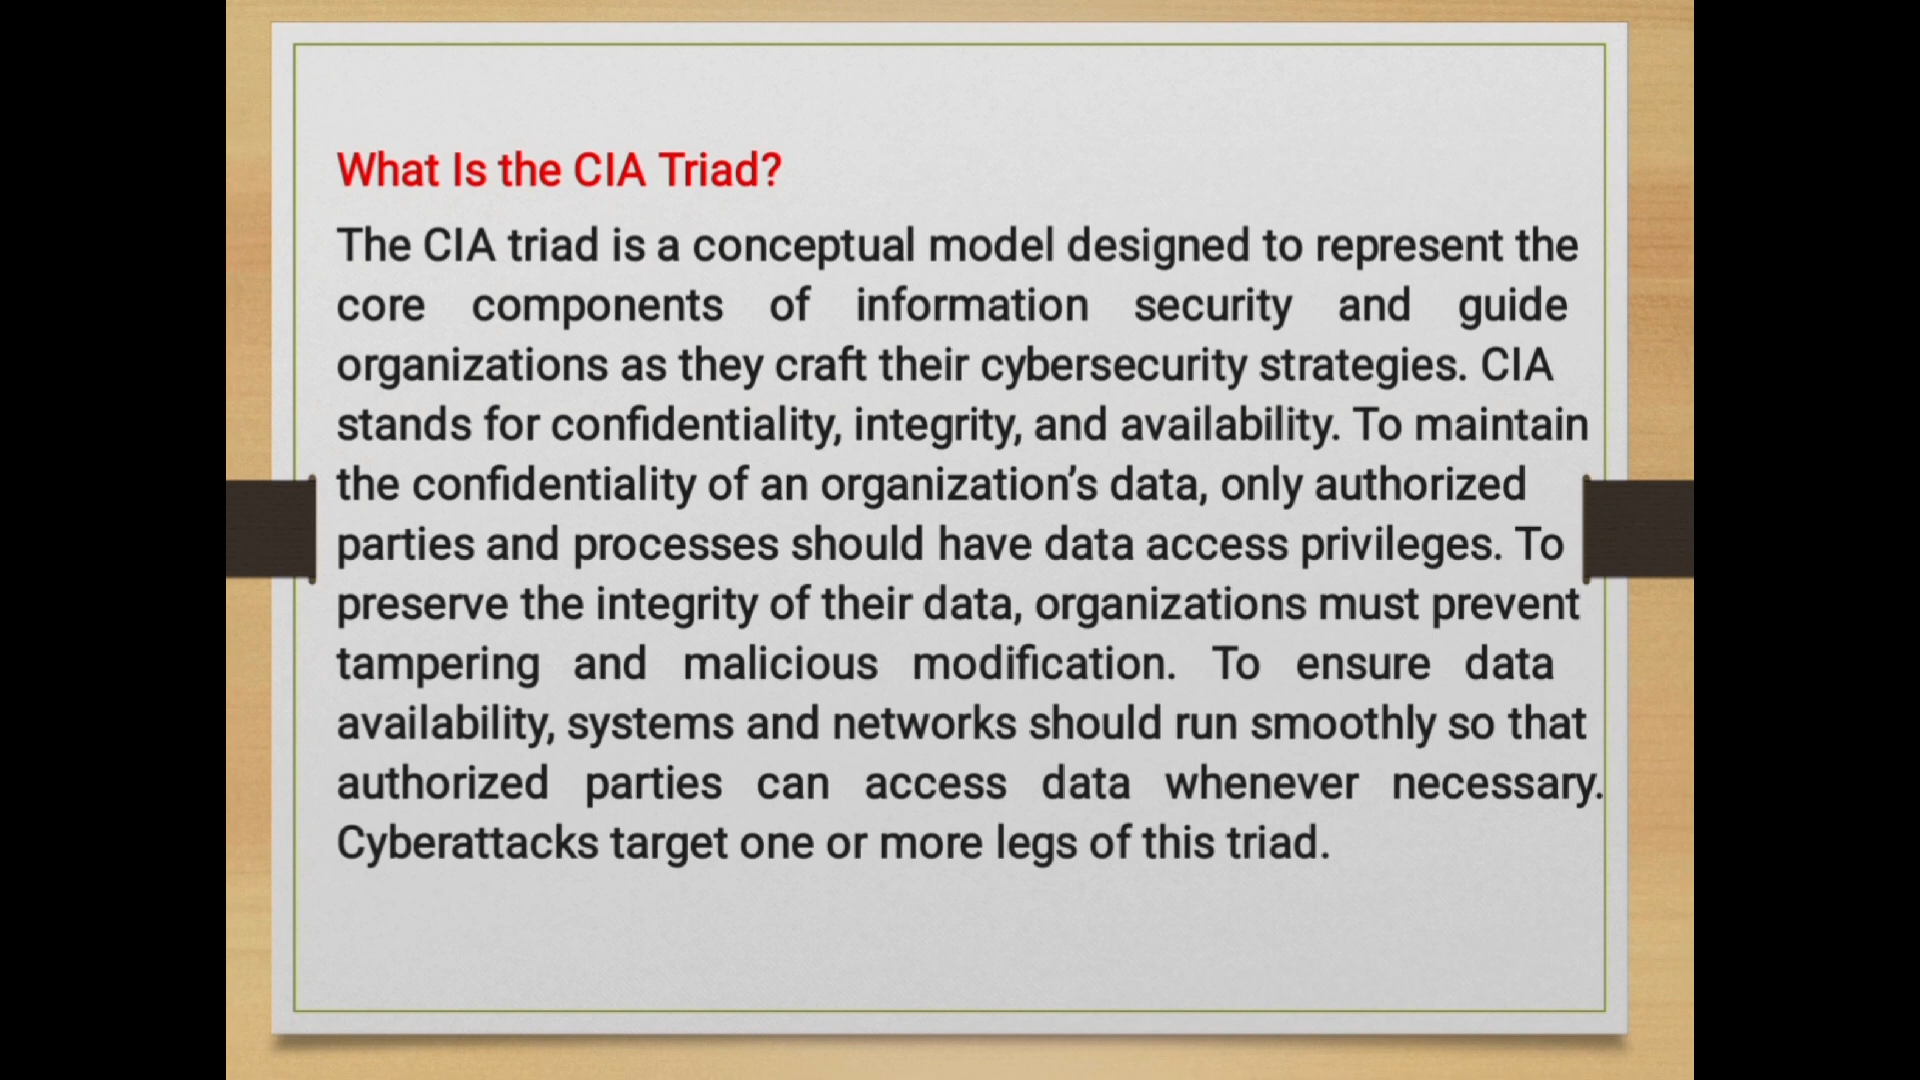 What Is the CIA Triad?
The CIA triad is a conceptual model designed to represent the
core components of information security and guide
organizations as they craft their cybersecurity strategies. CIA
stands for confidentiality, integrity, and availability. To maintain
the confidentiality of an organization’s data, only authorized
parties and processes should have data access privileges. To
preserve the integrity of their data, organizations must prevent
tampering and malicious modification. To ensure data
availability, systems and networks should run smoothly so that
authorized parties can access data whenever necessary.
Cyberattacks target one or more legs of this triad.